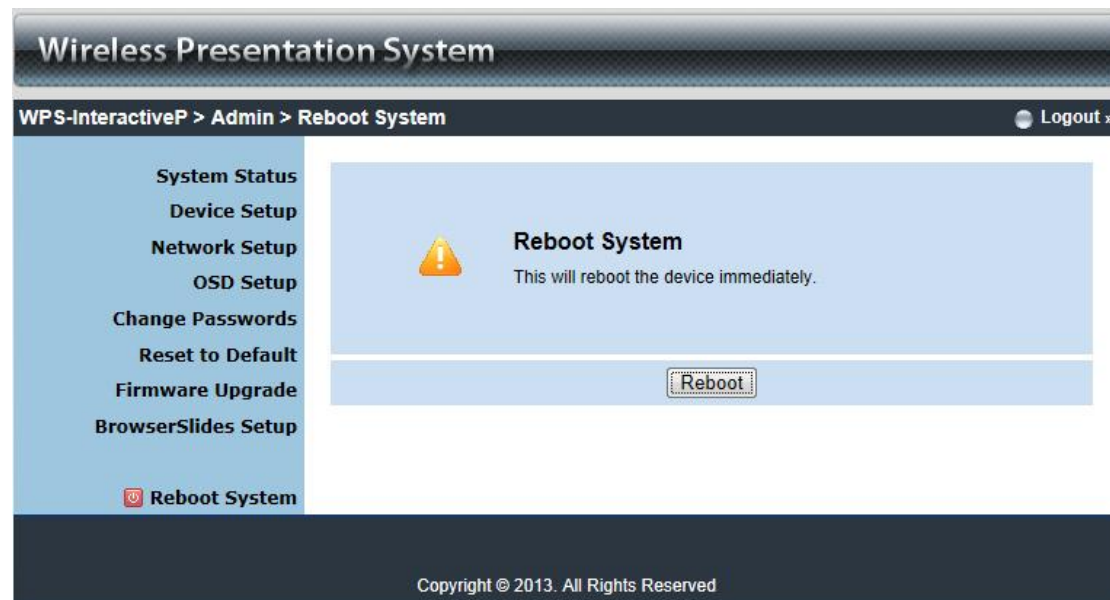 Wireless Presentation System
WPS-InteractiveP > Admin > Reboot System
Logout »
System Status
Device Setup
Network Setup
OSD Setup
Change Passwords
Reset to Default
Firmware Upgrade
BrowserSlides Setup
Reboot System
Reboot System
This will reboot the device immediately.
Reboot
Copyright © 2013. All Rights Reserved